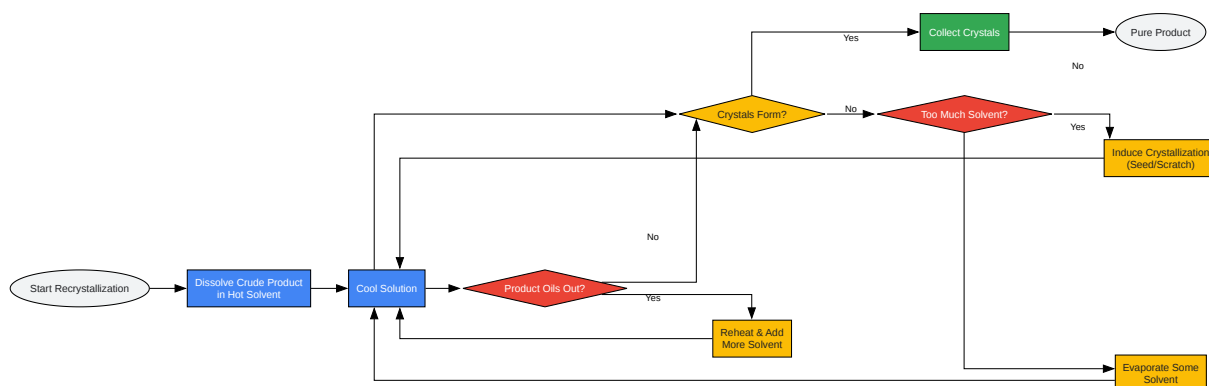 Collect Crystals
Pure Product
Yes
No
Crystals Form?
No
Too Much Solvent?
Yes
Induce Crystallization
(Seed/Scratch)
No
Start Recrystallization
Dissolve Crude Product
in Hot Solvent
Cool Solution
Product Oils Out?
Yes
Reheat & Add
More Solvent
Evaporate Some
Solvent